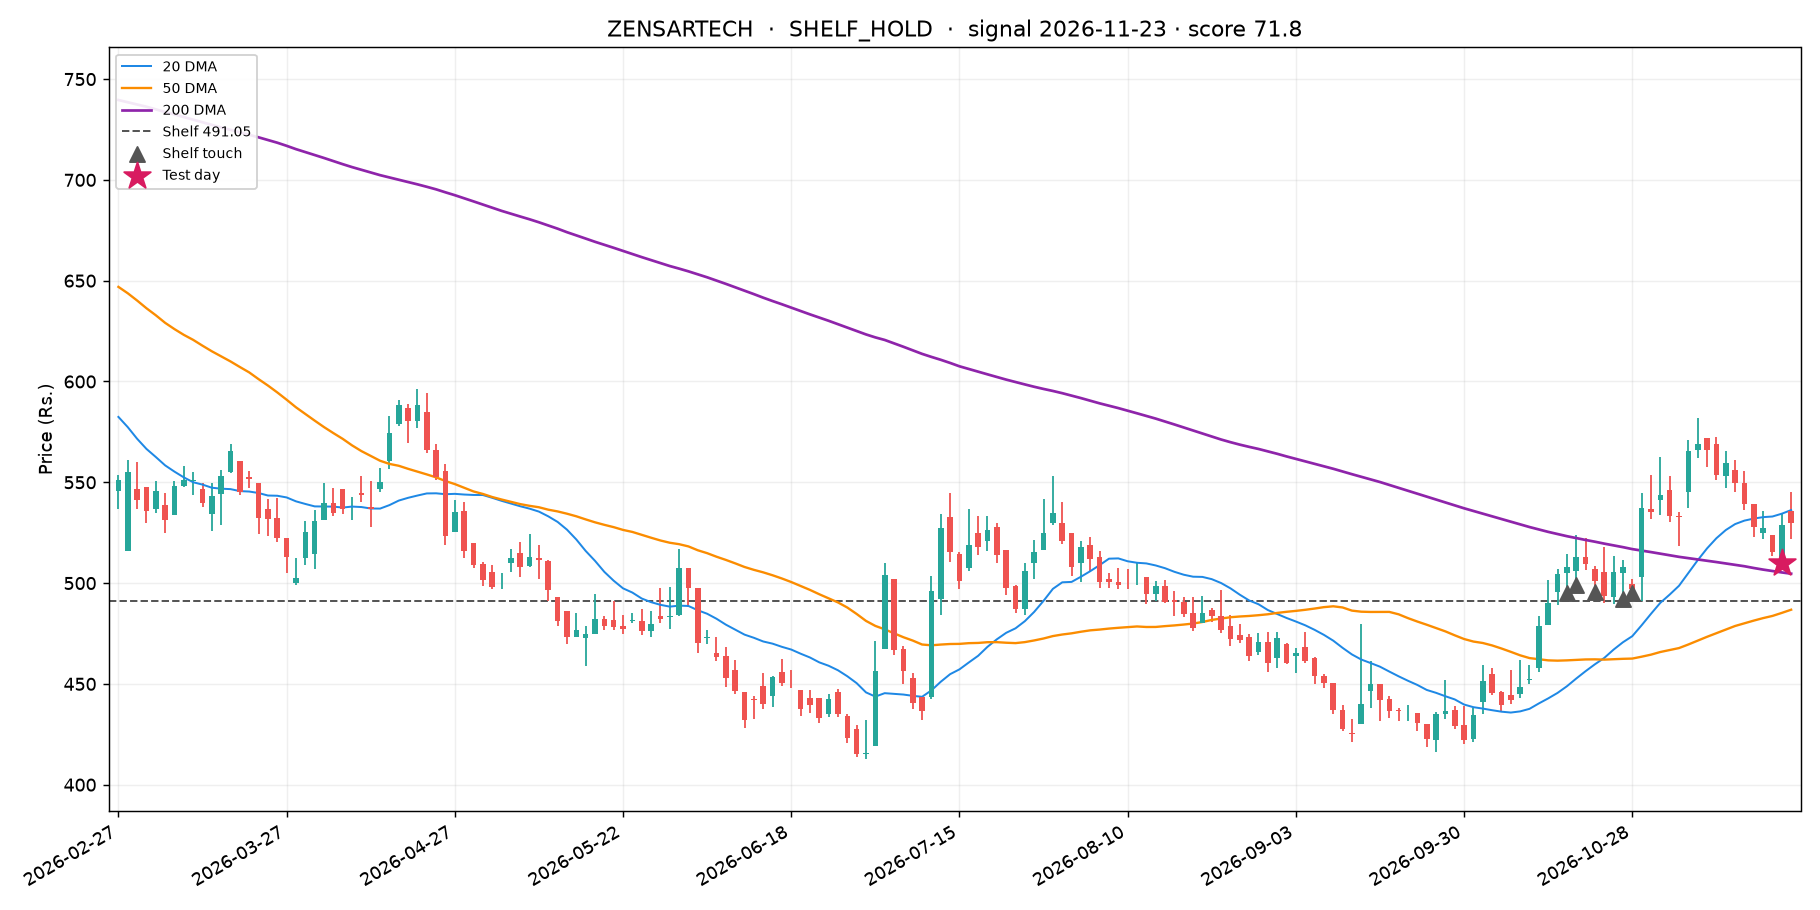 ZENSARTECH · SHELF_HOLD · signal 2026-11-23 · score 71.8
20 DMA
50 DMA
200 DMA
Shelf 491.05
Shelf touch
Test day
Price (Rs.)
750
700
650
600
550
500
450
400
2026-02-27
2026-03-27
2026-04-27
2026-05-22
2026-06-18
2026-07-15
2026-08-10
2026-09-03
2026-09-30
2026-10-28